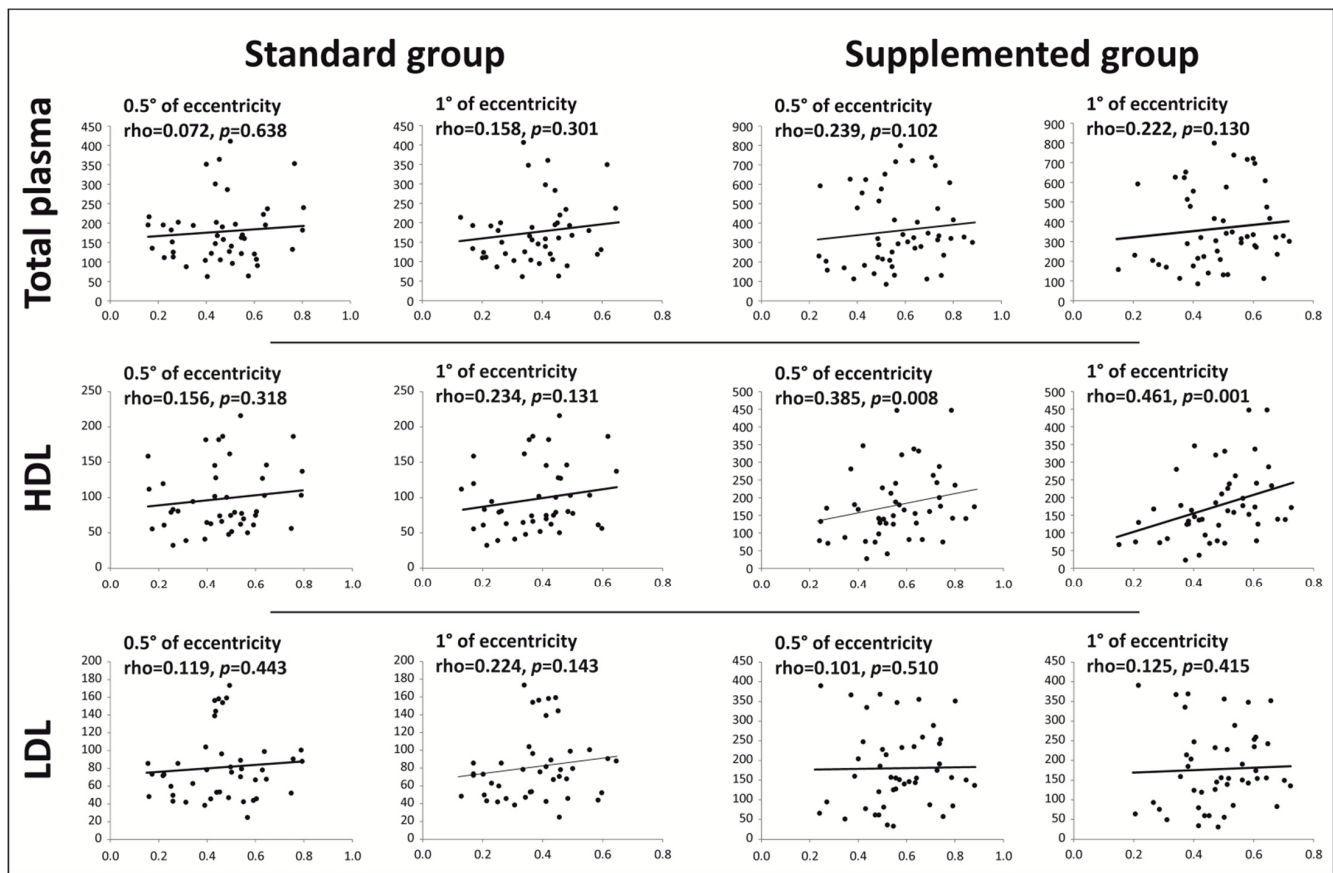 Standard group
Supplemented group
Total plasma
0.5° of eccentricity
rho=0.072, p=0.638
450
400
350
300
250
200
150
100
50
0
0.0 0.2 0.4 0.6 0.8 1.0
1° of eccentricity
rho=0.158, p=0.301
450
400
350
300
250
200
150
100
50
0
0.0 0.2 0.4 0.6 0.8
0.5° of eccentricity
rho=0.239, p=0.102
900
800
700
600
500
400
300
200
100
0
0.0 0.2 0.4 0.6 0.8 1.0
1° of eccentricity
rho=0.222, p=0.130
900
800
700
600
500
400
300
200
100
0
0.0 0.2 0.4 0.6 0.8
HDL
0.5° of eccentricity
rho=0.156, p=0.318
250
200
150
100
50
0
0.0 0.2 0.4 0.6 0.8 1.0
1° of eccentricity
rho=0.234, p=0.131
250
200
150
100
50
0
0.0 0.2 0.4 0.6 0.8
0.5° of eccentricity
rho=0.385, p=0.008
500
450
400
350
300
250
200
150
100
50
0
0.0 0.2 0.4 0.6 0.8 1.0
1° of eccentricity
rho=0.461, p=0.001
500
450
400
350
300
250
200
150
100
50
0
0.0 0.2 0.4 0.6 0.8
LDL
0.5° of eccentricity
rho=0.119, p=0.443
200
180
160
140
120
100
80
60
40
20
0
0.0 0.2 0.4 0.6 0.8 1.0
1° of eccentricity
rho=0.224, p=0.143
200
180
160
140
120
100
80
60
40
20
0
0.0 0.2 0.4 0.6 0.8
0.5° of eccentricity
rho=0.101, p=0.510
450
400
350
300
250
200
150
100
50
0
0.0 0.2 0.4 0.6 0.8 1.0
1° of eccentricity
rho=0.125, p=0.415
450
400
350
300
250
200
150
100
50
0
0.0 0.2 0.4 0.6 0.8